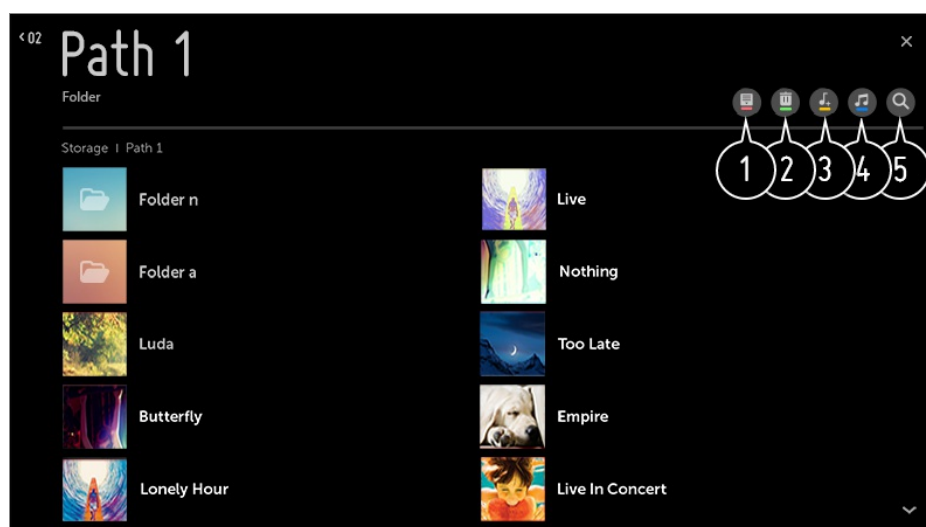 <02
Path 1
Folder
1
2
3
4
5
Storage | Path 1
Folder n
Live
Folder a
Nothing
Luda
Too Late
Butterfly
Empire
Lonely Hour
Live In Concert